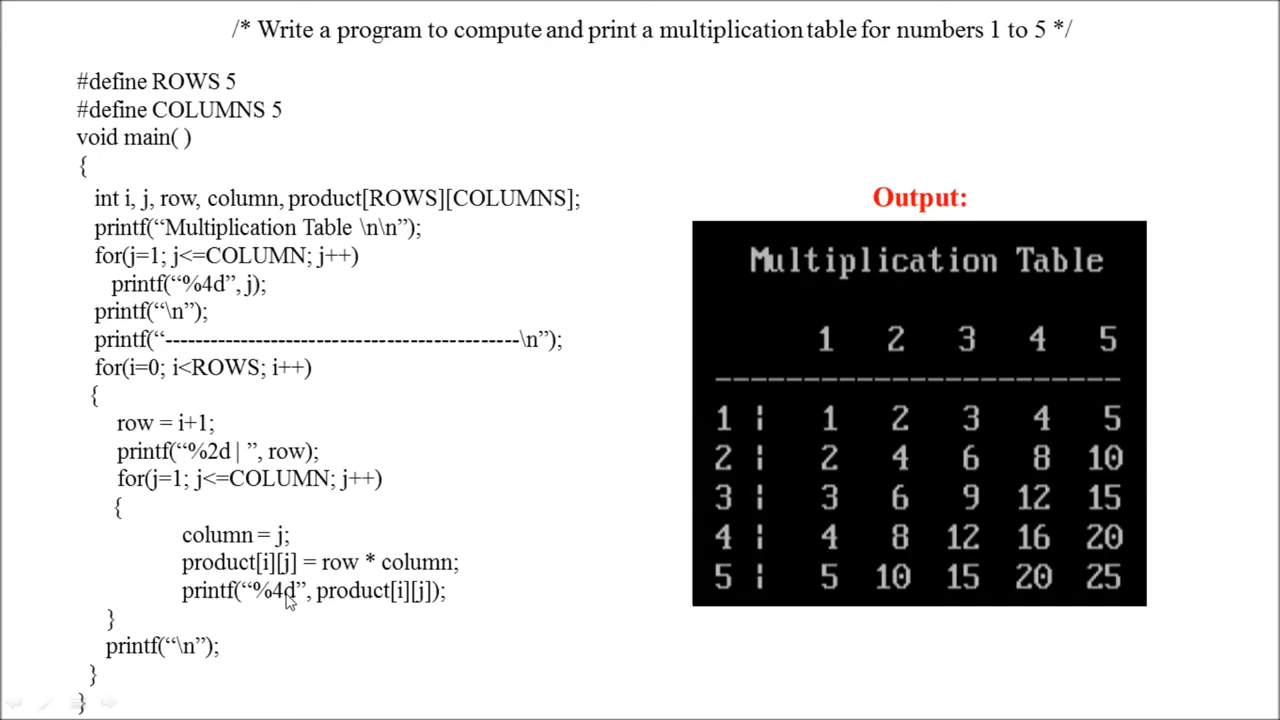 /* Write a program to compute and print a multiplication table for numbers 1 to 5 */
#define ROWS 5
#define COLUMNS 5
void main( )
{
int i, j, row, column, product[ROWS][COLUMNS];
printf(“Multiplication Table \n\n”);
for(j=1; j<=COLUMN; j++)
printf(“%4d”, j);
printf(“\n”);
printf(“-----------------------------------------------\n”);
for(i=0; i<ROWS; i++)
{
row = i+1;
printf(“%2d | ”, row);
for(j=1; j<=COLUMN; j++)
{
column = j;
product[i][j] = row * column;
printf(“%4d”, product[i][j]);
}
printf(“\n”);
}
}
Output:
Multiplication Table
1 2 3 4 5
-----------------------
1 ¦ 1 2 3 4 5
2 ¦ 2 4 6 8 10
3 ¦ 3 6 9 12 15
4 ¦ 4 8 12 16 20
5 ¦ 5 10 15 20 25